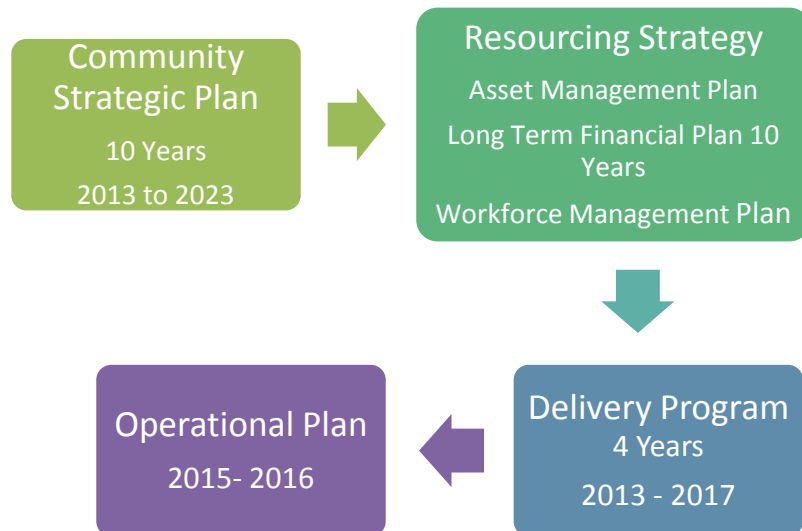 Community
Strategic Plan
10 Years
2013 to 2023
Resourcing Strategy
Asset Management Plan
Long Term Financial Plan 10
Years
Workforce Management Plan
Delivery Program
4 Years
2013 - 2017
Operational Plan
2015- 2016